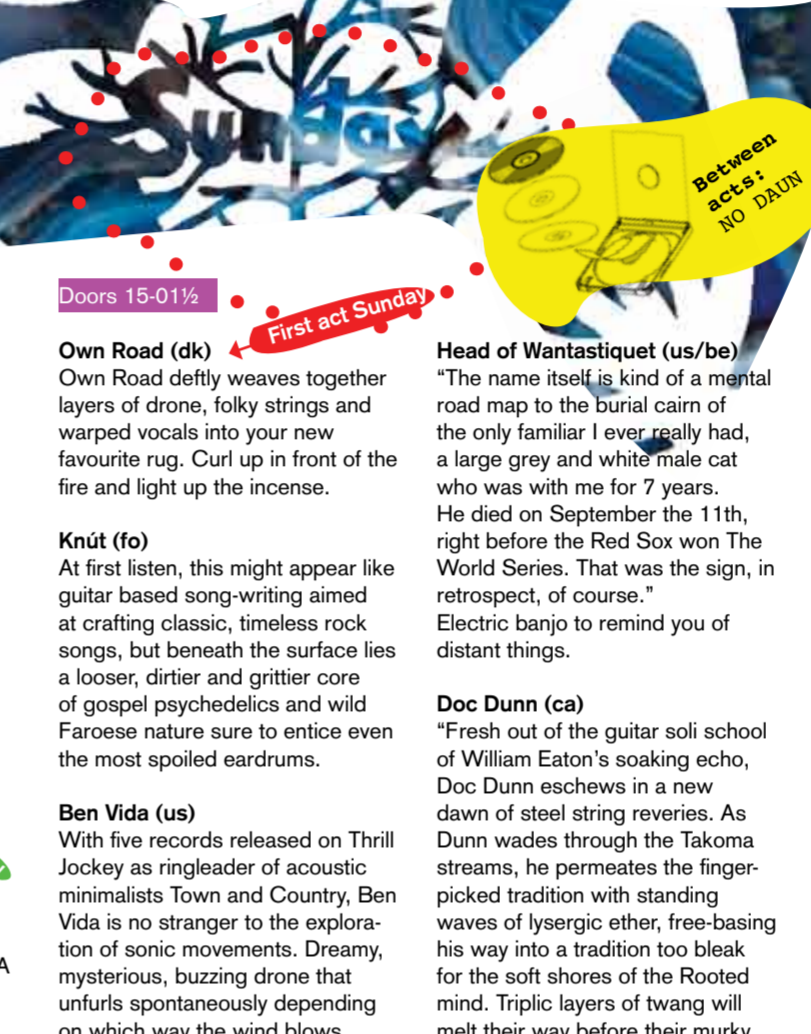 Sunday
Between
acts:
NO DAUN
Doors 15-01½
First act Sunday
Own Road (dk)
Own Road deftly weaves together
layers of drone, folky strings and
warped vocals into your new
favourite rug. Curl up in front of the
fire and light up the incense.
Knút (fo)
At first listen, this might appear like
guitar based song-writing aimed
at crafting classic, timeless rock
songs, but beneath the surface lies
a looser, dirtier and grittier core
of gospel psychedelics and wild
Faroese nature sure to entice even
the most spoiled eardrums.
Ben Vida (us)
With five records released on Thrill
Jockey as ringleader of acoustic
minimalists Town and Country, Ben
Vida is no stranger to the explora-
tion of sonic movements. Dreamy,
mysterious, buzzing drone that
unfurls spontaneously depending
on which way the wind blows
Head of Wantastiquet (us/be)
“The name itself is kind of a mental
road map to the burial cairn of
the only familiar I ever really had,
a large grey and white male cat
who was with me for 7 years.
He died on September the 11th,
right before the Red Sox won The
World Series. That was the sign, in
retrospect, of course.”
Electric banjo to remind you of
distant things.
Doc Dunn (ca)
“Fresh out of the guitar soli school
of William Eaton’s soaking echo,
Doc Dunn eschews in a new
dawn of steel string reveries. As
Dunn wades through the Takoma
streams, he permeates the finger-
picked tradition with standing
waves of lysergic ether, free-basing
his way into a tradition too bleak
for the soft shores of the Rooted
mind. Triplic layers of twang will
melt their way before their murky
A